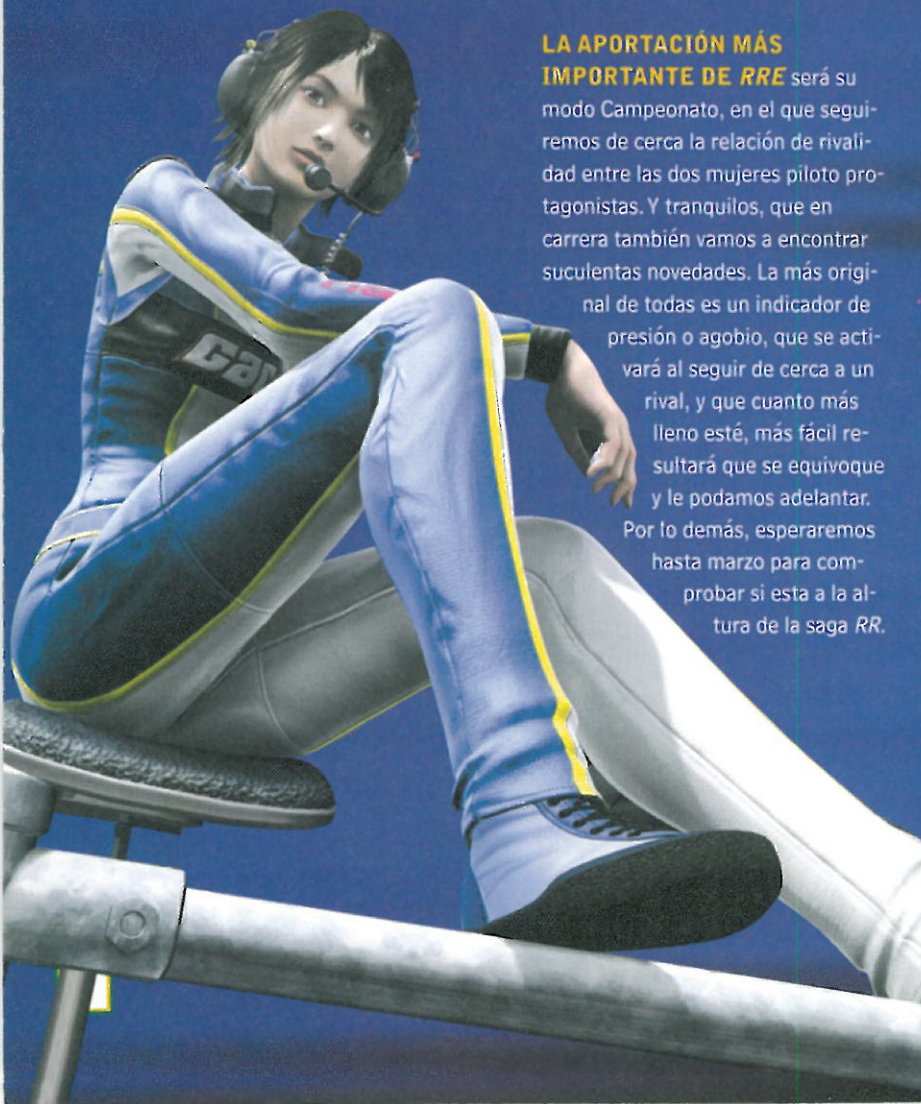 LA APORTACIÓN MÁS
IMPORTANTE DE RRE será su
modo Campeonato, en el que segui-
remos de cerca la relación de rivali-
dad entre las dos mujeres piloto pro-
tagonistas. Y tranquilos, que en
carrera también vamos a encontrar
suculentas novedades. La más origi-
nal de todas es un indicador de
presión o agobio, que se acti-
vará al seguir de cerca a un
rival, y que cuanto más
lleno esté, más fácil re-
sultará que se equivoque
y le podamos adelantar.
Por lo demás, esperaremos
hasta marzo para com-
probar si esta a la al-
tura de la saga RR.